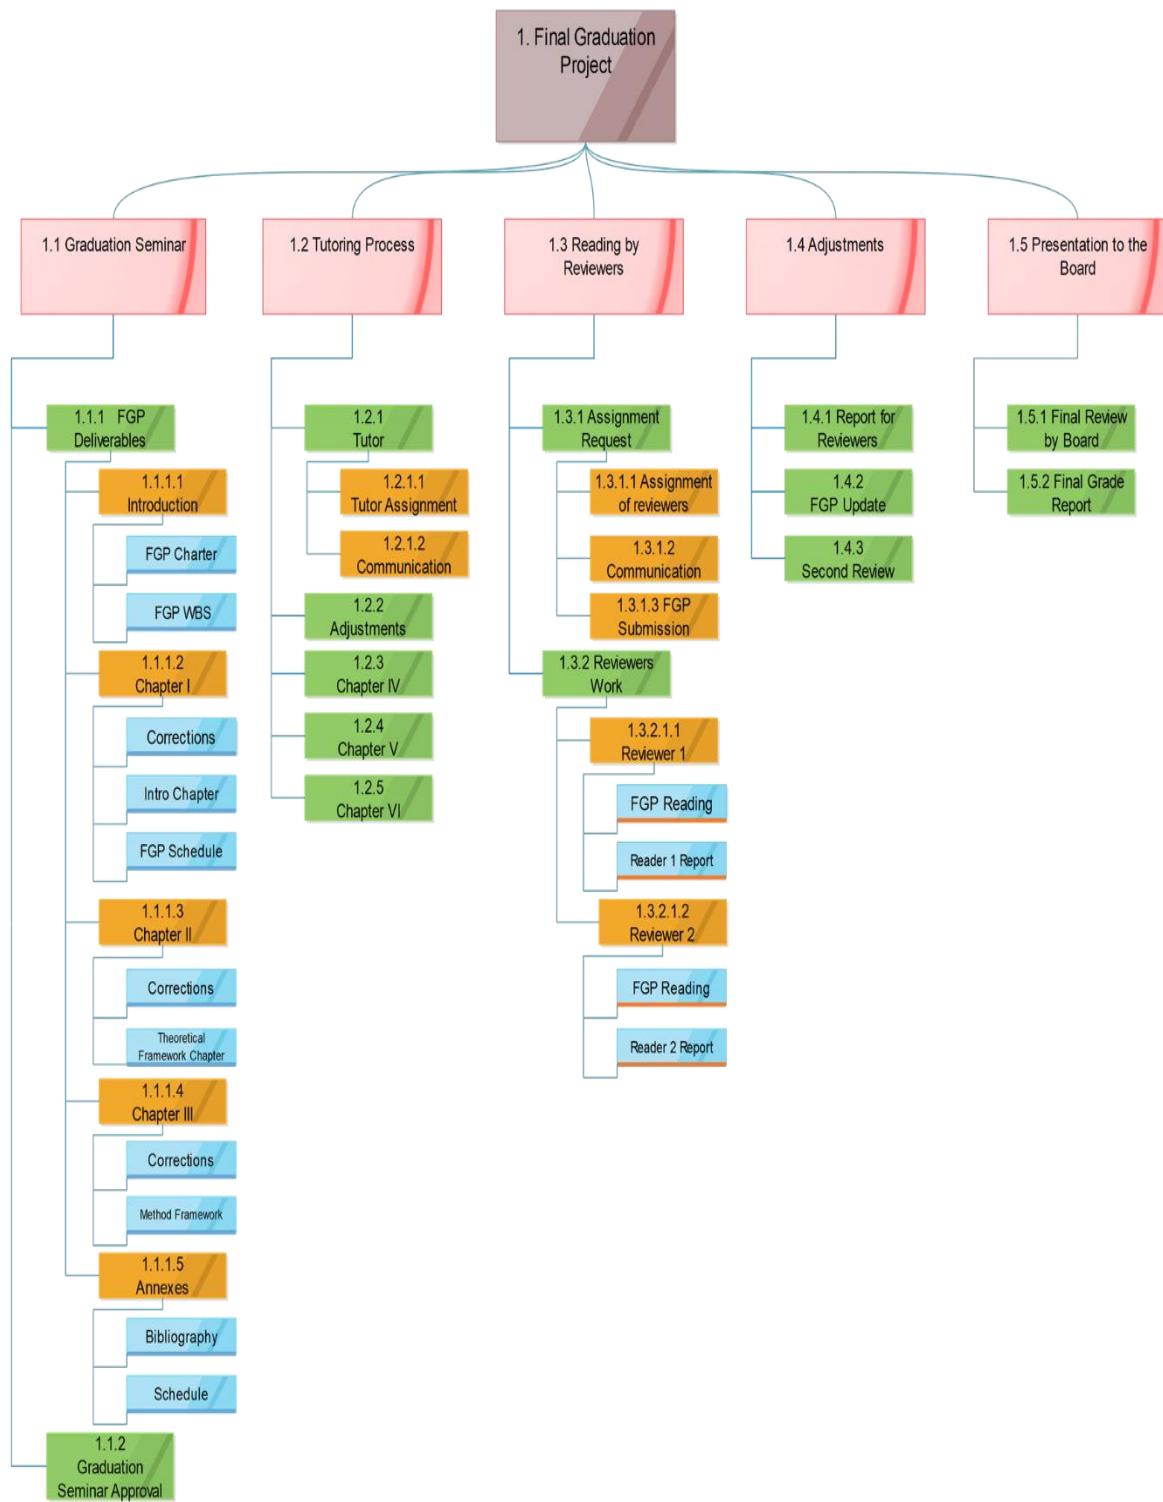 1. Final Graduation
Project
1.1 Graduation Seminar
1.2 Tutoring Process
1.3 Reading by
Reviewers
1.4 Adjustments
1.5 Presentation to the
Board
1.1.1 FGP
Deliverables
1.1.1.1
Introduction
FGP Charter
FGP WBS
1.1.1.2
Chapter I
Corrections
Intro Chapter
FGP Schedule
1.1.1.3
Chapter II
Corrections
Theoretical
Framework Chapter
1.1.1.4
Chapter III
Corrections
Method Framework
1.1.1.5
Annexes
Bibliography
Schedule
1.1.2
Graduation
Seminar Approval
1.2.1
Tutor
1.2.1.1
Tutor Assignment
1.2.1.2
Communication
1.2.2
Adjustments
1.2.3
Chapter IV
1.2.4
Chapter V
1.2.5
Chapter VI
1.3.1 Assignment
Request
1.3.1.1 Assignment
of reviewers
1.3.1.2
Communication
1.3.1.3 FGP
Submission
1.3.2 Reviewers
Work
1.3.2.1.1
Reviewer 1
FGP Reading
Reader 1 Report
1.3.2.1.2
Reviewer 2
FGP Reading
Reader 2 Report
1.4.1 Report for
Reviewers
1.4.2
FGP Update
1.4.3
Second Review
1.5.1 Final Review
by Board
1.5.2 Final Grade
Report